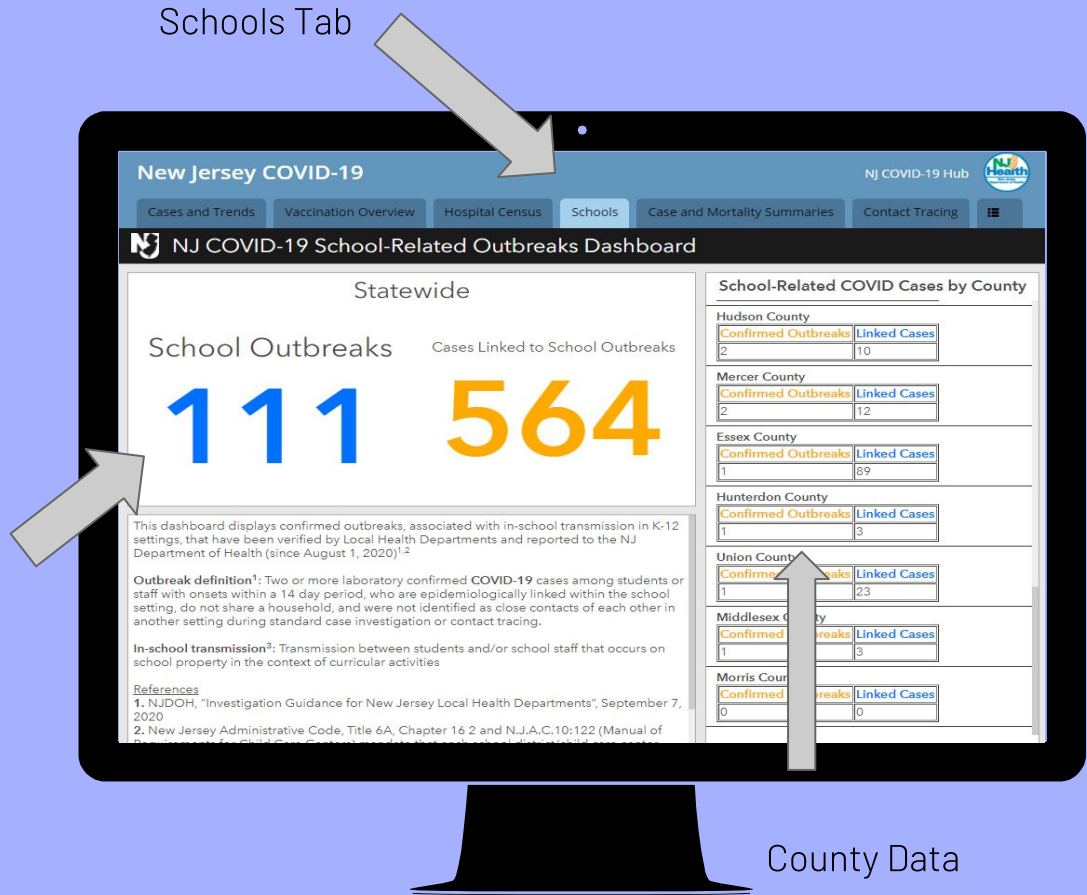 Schools Tab
New Jersey COVID-19
NJ COVID-19 Hub
NJ Health
Cases and Trends
Vaccination Overview
Hospital Census
Schools
Case and Mortality Summaries
Contact Tracing
NJ COVID-19 School-Related Outbreaks Dashboard
Statewide
School Outbreaks
111
Cases Linked to School Outbreaks
564
This dashboard displays confirmed outbreaks, associated with in-school transmission in K-12
settings, that have been verified by Local Health Departments and reported to the NJ
Department of Health (since August 1, 2020)1,2
Outbreak definition1: Two or more laboratory confirmed COVID-19 cases among students or
staff with onsets within a 14 day period, who are epidemiologically linked within the school
setting, do not share a household, and were not identified as close contacts of each other in
another setting during standard case investigation or contact tracing.
In-school transmission3: Transmission between students and/or school staff that occurs on
school property in the context of curricular activities
References
1. NJDOH, "Investigation Guidance for New Jersey Local Health Departments", September 7,
2020
2. New Jersey Administrative Code, Title 6A, Chapter 16 2 and N.J.A.C.10:122 (Manual of
School-Related COVID Cases by County
Hudson County
Confirmed Outbreaks Linked Cases
2 10
Mercer County
Confirmed Outbreaks Linked Cases
2 12
Essex County
Confirmed Outbreaks Linked Cases
1 89
Hunterdon County
Confirmed Outbreaks Linked Cases
1 3
Union County
Confirmed Outbreaks Linked Cases
1 23
Middlesex County
Confirmed Outbreaks Linked Cases
1 3
Morris County
Confirmed Outbreaks Linked Cases
0 0
County Data